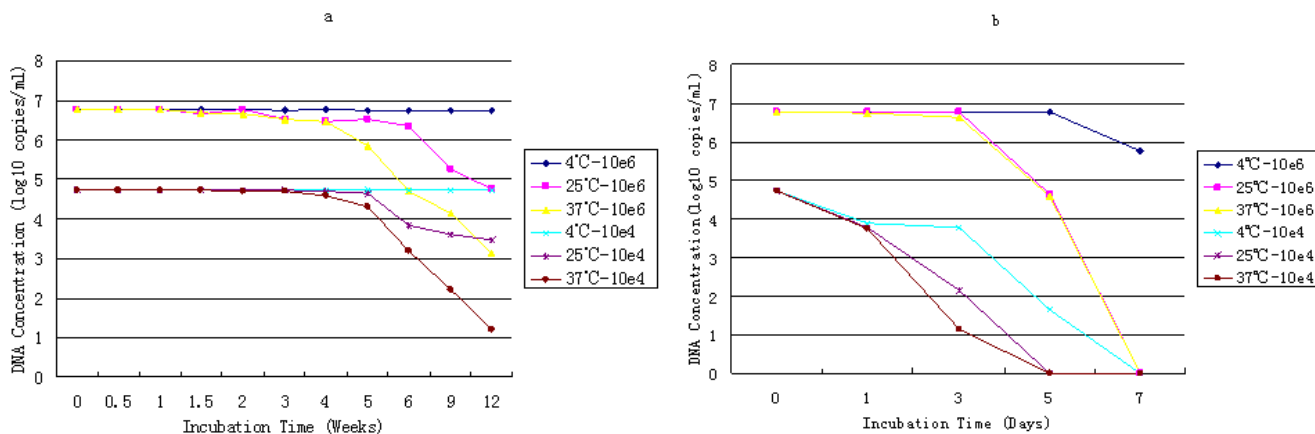 a
DNA Concentration (log10 copies/ml)
8
7
6
5
4
3
2
1
0
0 0.5 1 1.5 2 3 4 5 6 9 12
Incubation Time (Weeks)
4°C-10e6
25°C-10e6
37°C-10e6
4°C-10e4
25°C-10e4
37°C-10e4
b
DNA Concentration(log10 copies/ml)
8
7
6
5
4
3
2
1
0
0 1 3 5 7
Incubation Time (Days)
4℃-10e6
25℃-10e6
37℃-10e6
4℃-10e4
25℃-10e4
37℃-10e4